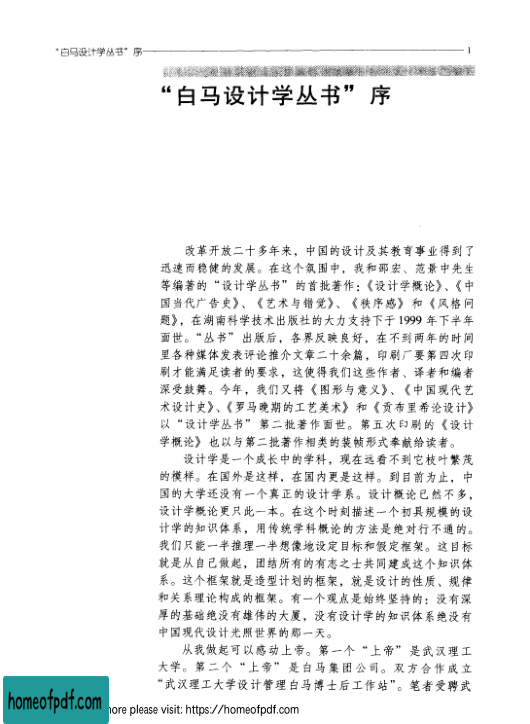 “白马设计学丛书”序 1
“白马设计学丛书”序
改革开放二十多年来，中国的设计及其教育事业得到了
迅速而稳健的发展。在这个氛围中，我和邵宏、范景中先生
等编著的“设计学丛书”的首批著作：《设计学概论》、《中
国当代广告史》、《艺术与错觉》、《秩序感》和《风格问
题》，在湖南科学技术出版社的大力支持下于1999年下半年
面世。“丛书”出版后，各界反映良好，在不到两年的时间
里各种媒体发表评论推介文章二十余篇，印刷厂要第四次印
刷才能满足读者的要求，这使得我们这些作者、译者和编者
深受鼓舞。今年，我们又将《图形与意义》、《中国现代艺
术设计史》、《罗马晚期的工艺美术》和《贡布里希论设计》
以“设计学丛书”第二批著作面世。第五次印刷的《设计
学概论》也以与第二批著作相类的装帧形式奉献给读者。
设计学是一个成长中的学科，现在远看不到它枝叶繁茂
的模样。在国外是这样，在国内更是这样。到目前为止，中
国的大学还没有一个真正的设计学系。设计概论已然不多，
设计学概论更只此一本。在这个时刻描述一个初具规模的设
计学的知识体系，用传统学科概论的方法是绝对行不通的。
我们只能一半推理一半想像地设定目标和假定框架。这目标
就是从自己做起，团结所有的有志之士共同建成这个知识体
系。这个框架就是造型计划的框架，就是设计的性质、规律
和关系理论构成的框架。有一个观点是始终坚持的：没有深
厚的基础绝没有雄伟的大厦，没有设计学的知识体系绝没有
中国现代设计光照世界的那一天。
从我做起可以感动上帝。第一个“上帝”是武汉理工
大学。第二个“上帝”是白马集团公司。双方合作成立
“武汉理工大学设计管理白马博士后工作站”。笔者受聘武
homeofpdf.com ore please visit: https://homeofpdf.com